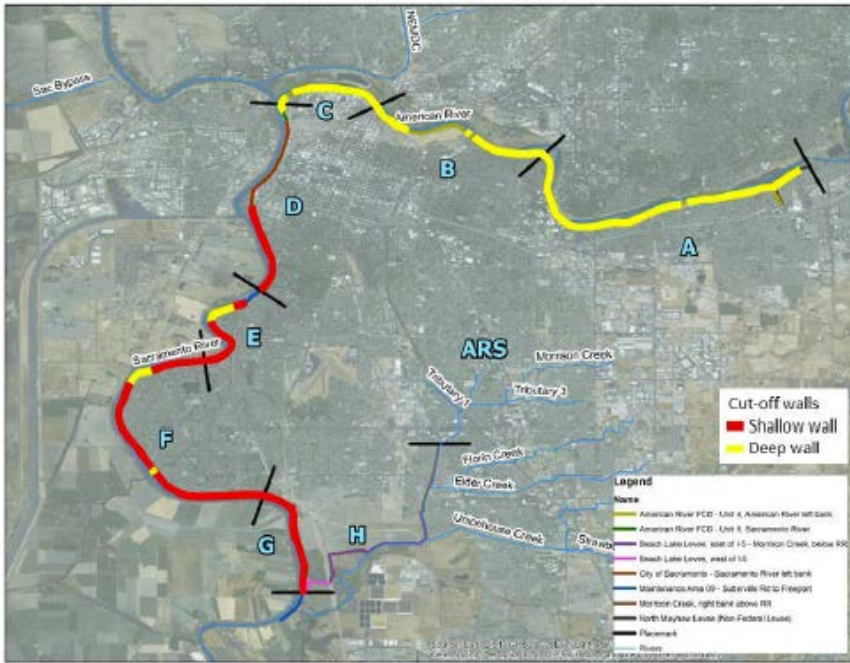 NEMDC
Sac Bypass
C
American River
B
D
A
E
Sacramento River
ARS
Morrison Creek
Tributary 1
Tributary 3
Cut-off walls
Shallow wall
Deep wall
F
Florin Creek
Elder Creek
Unionhouse Creek
G
H
Legend
Name
American River FCD - Unit 4, American River left bank
American River FCD - Unit 8, Sacramento River
Beach Lake Levee, east of I-5 - Morrison Creek, below RR
Beach Lake Levee, west of I-5
City of Sacramento - Sacramento River left bank
Maintenance Area 09 - Sutterville Rd to Freeport
Morrison Creek, right bank above RR
North Mayhew Levee (Non-Federal Levee)
Placemark
Rivers